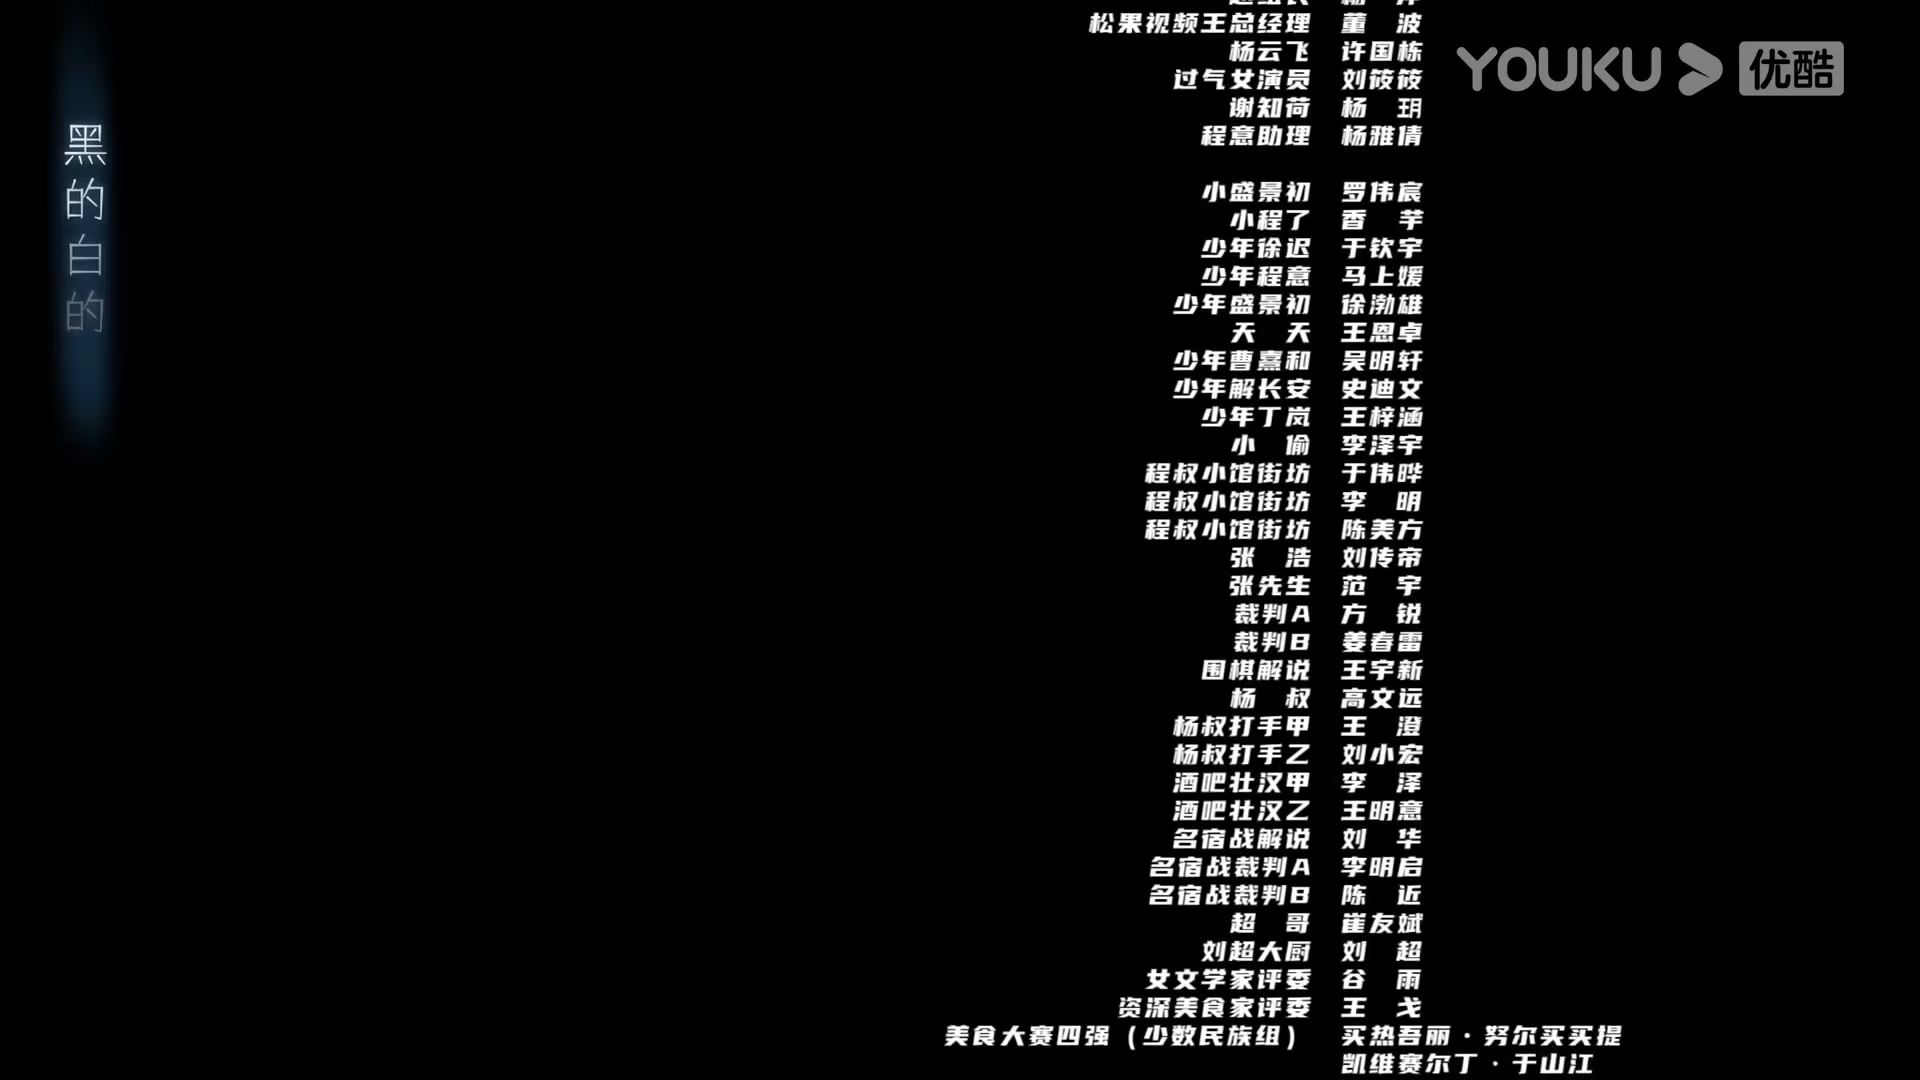 松果视频王总经理 董 波
杨云飞 许国栋
过气女演员 刘筱筱
谢知荷 杨 玥
程意助理 杨雅倩
YOUKU 优酷
黑的白的
小盛景初 罗伟宸
小程了 香 芋
少年徐迟 于钦宇
少年程意 马上媛
少年盛景初 徐渤雄
天 天 王恩卓
少年曹熹和 吴明轩
少年解长安 史迪文
少年丁岚 王梓涵
小 偷 李泽宇
程叔小馆街坊 于伟晔
程叔小馆街坊 李 明
程叔小馆街坊 陈美方
张 浩 刘传帝
张先生 范 宇
裁判A 方 锐
裁判B 姜春雷
围棋解说 王宇新
杨 叔 高文远
杨叔打手甲 王 澄
杨叔打手乙 刘小宏
酒吧壮汉甲 李 泽
酒吧壮汉乙 王明意
名宿战解说 刘 华
名宿战裁判A 李明启
名宿战裁判B 陈 近
超 哥 崔友斌
刘超大厨 刘 超
女文学家评委 谷 雨
资深美食家评委 王 戈
美食大赛四强（少数民族组） 买热吾丽·努尔买买提
凯维赛尔丁·于山江